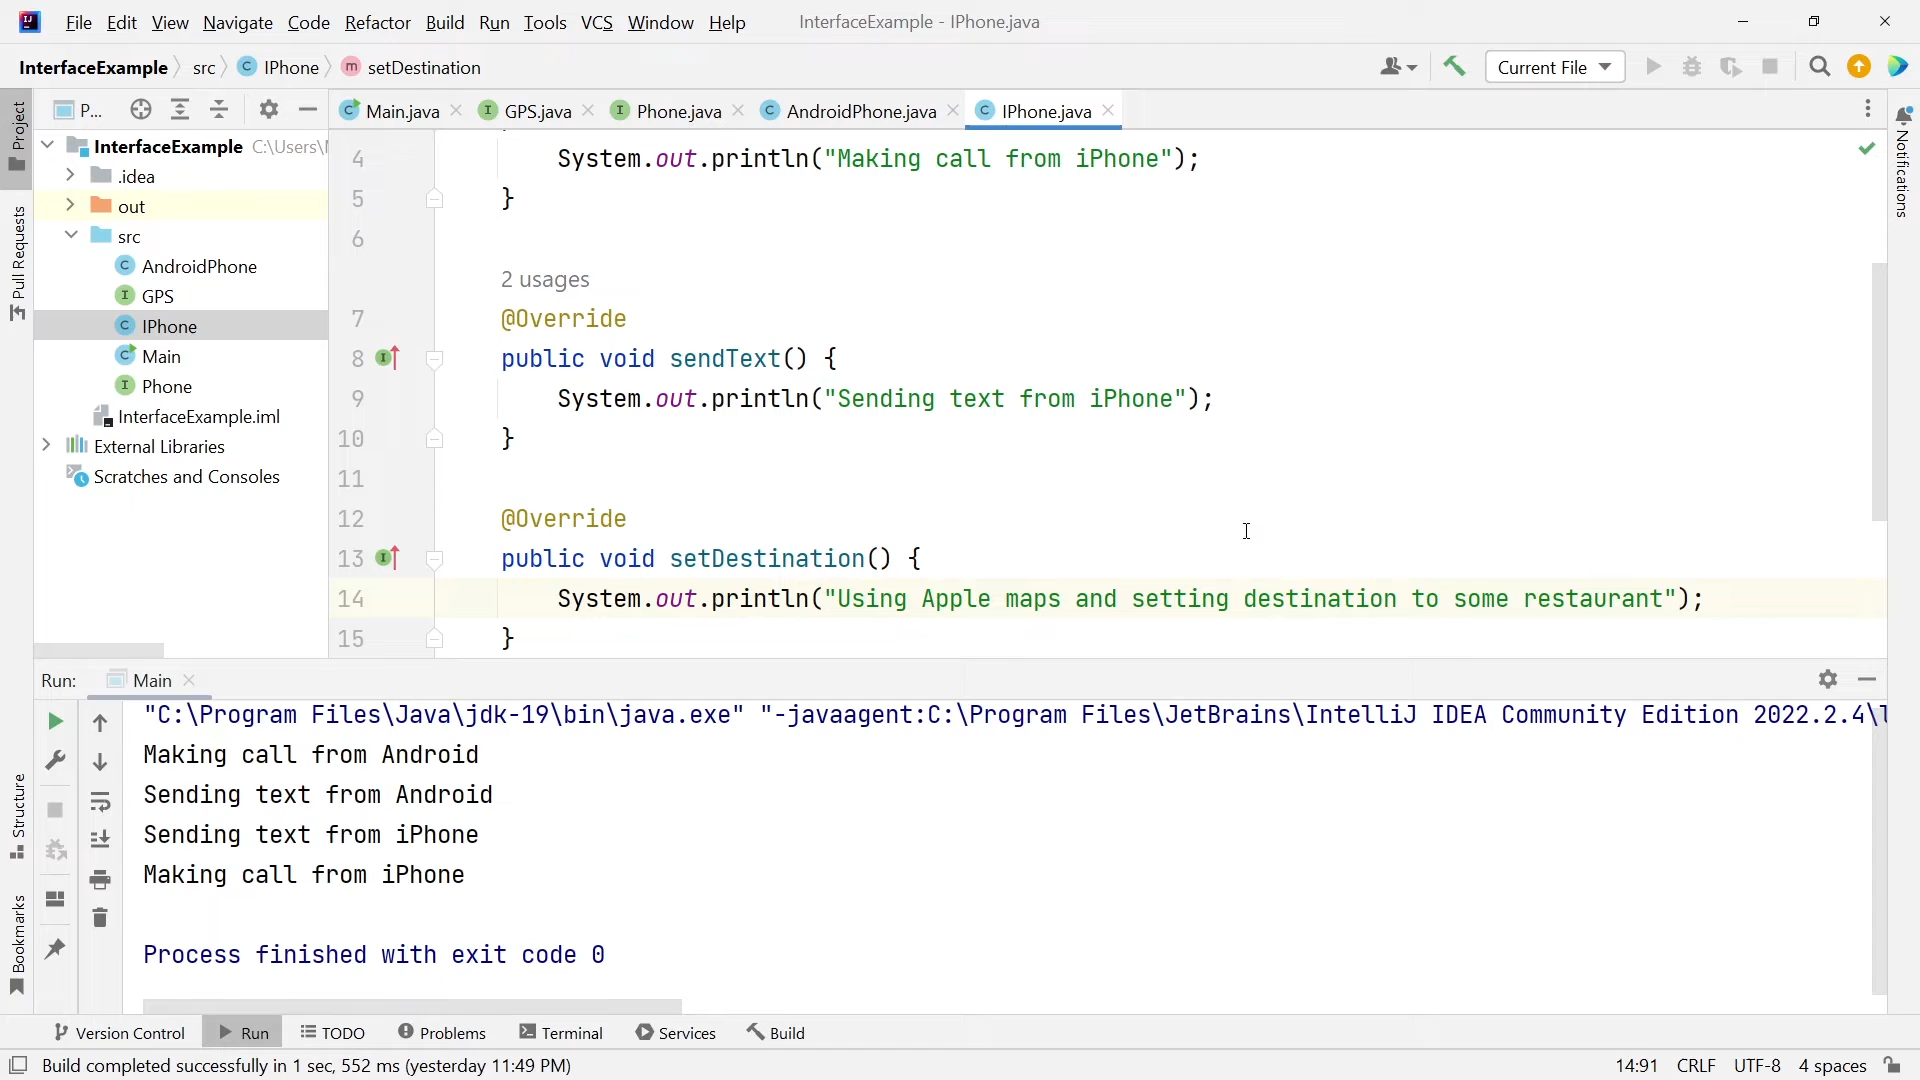 File Edit View Navigate Code Refactor Build Run Tools VCS Window Help InterfaceExample - IPhone.java
InterfaceExample src C IPhone m setDestination Current File
P... C Main.java I GPS.java I Phone.java C AndroidPhone.java C IPhone.java
Project
Pull Requests
Structure
Bookmarks
InterfaceExample C:\Users\
.idea
out
src
C AndroidPhone
I GPS
C IPhone
C Main
I Phone
InterfaceExample.iml
External Libraries
Scratches and Consoles
4 System.out.println("Making call from iPhone");
5 }
6
2 usages
7 @Override
8 public void sendText() {
9 System.out.println("Sending text from iPhone");
10 }
11
12 @Override
13 public void setDestination() {
14 System.out.println("Using Apple maps and setting destination to some restaurant");
15 }
Notifications
Run: Main
"C:\Program Files\Java\jdk-19\bin\java.exe" "-javaagent:C:\Program Files\JetBrains\IntelliJ IDEA Community Edition 2022.2.4\
Making call from Android
Sending text from Android
Sending text from iPhone
Making call from iPhone
Process finished with exit code 0
Version Control Run TODO Problems Terminal Services Build
Build completed successfully in 1 sec, 552 ms (yesterday 11:49 PM) 14:91 CRLF UTF-8 4 spaces